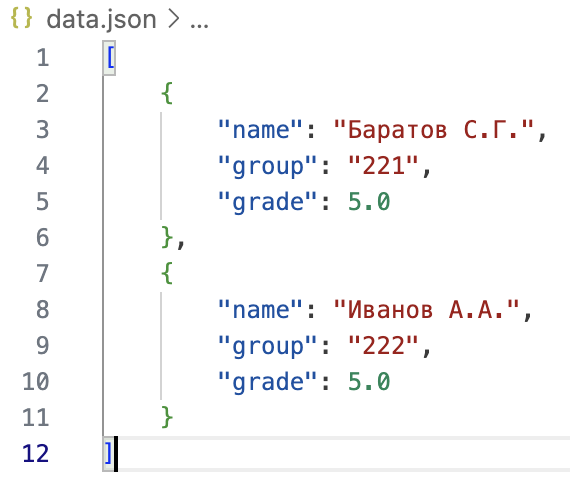 {} data.json > ...
1 [
2 {
3 "name": "Баратов С.Г.",
4 "group": "221",
5 "grade": 5.0
6 },
7 {
8 "name": "Иванов А.А.",
9 "group": "222",
10 "grade": 5.0
11 }
12 ]